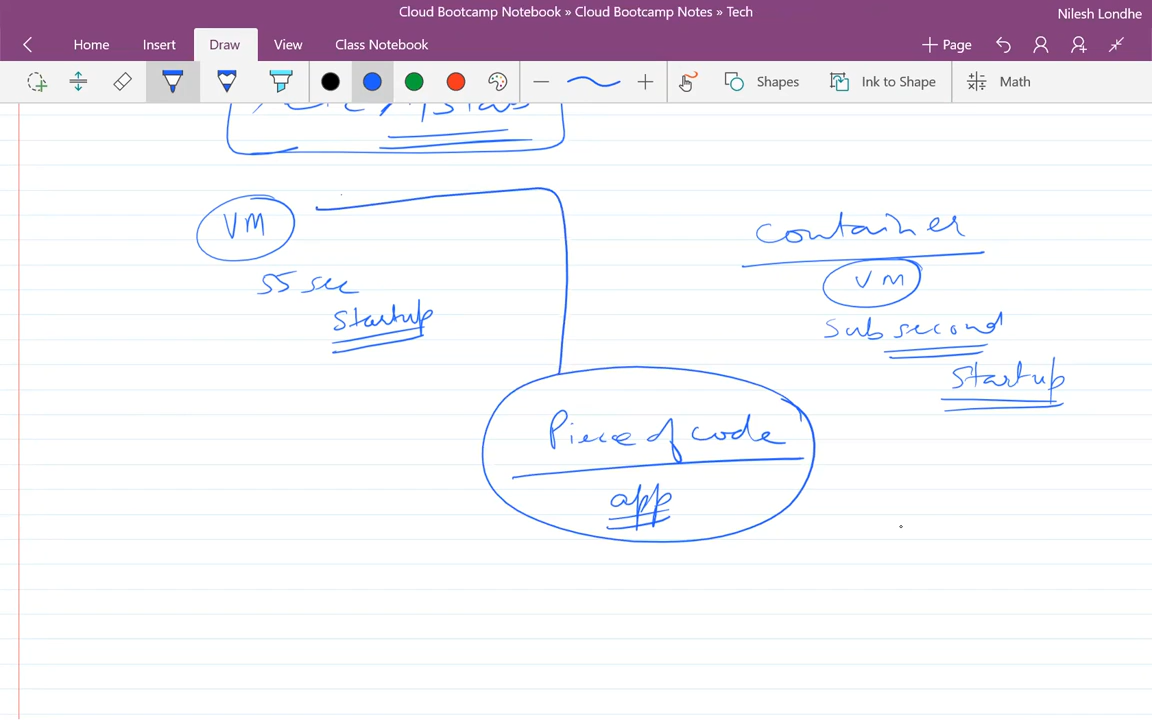 Cloud Bootcamp Notebook » Cloud Bootcamp Notes » Tech
Nilesh Londhe
Home Insert Draw View Class Notebook
Page
Shapes Ink to Shape Math
VM
55 sec
Startup
Container
VM
Sub second
Startup
Piece of code
app